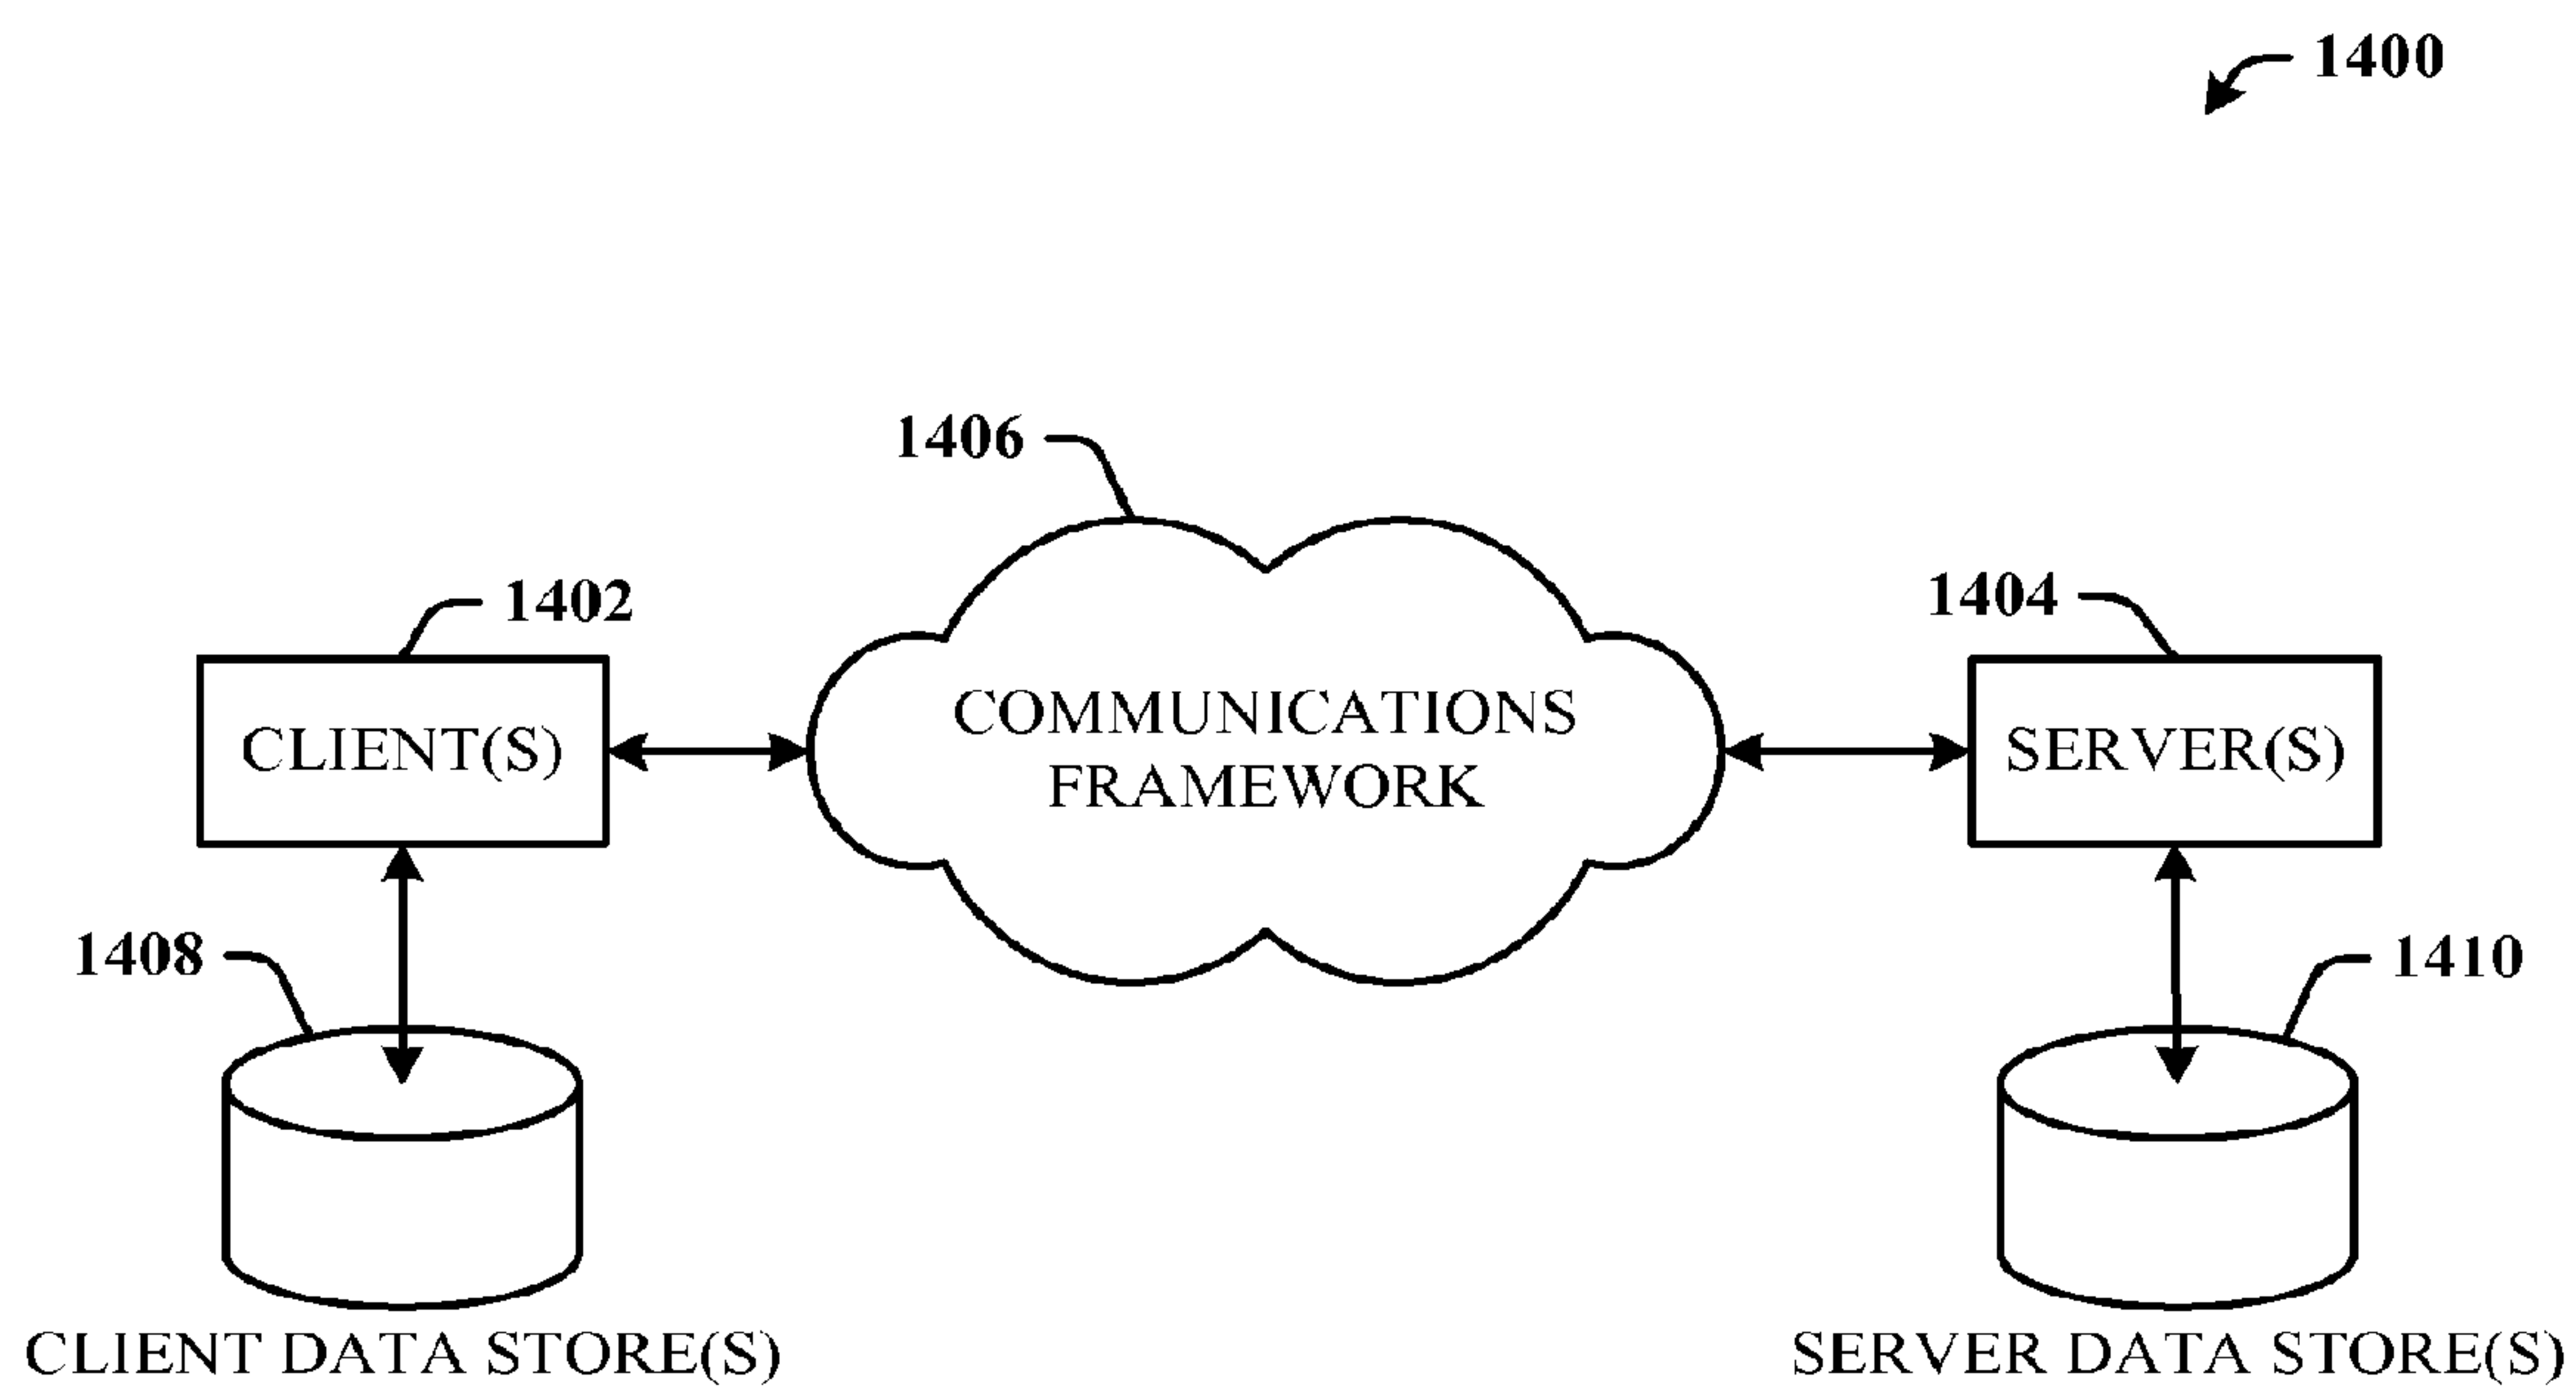 1400
1406
1402
1404
COMMUNICATIONS
FRAMEWORK
CLIENT(S)
SERVER(S)
1408
1410
CLIENT DATA STORE(S)
SERVER DATA STORE(S)